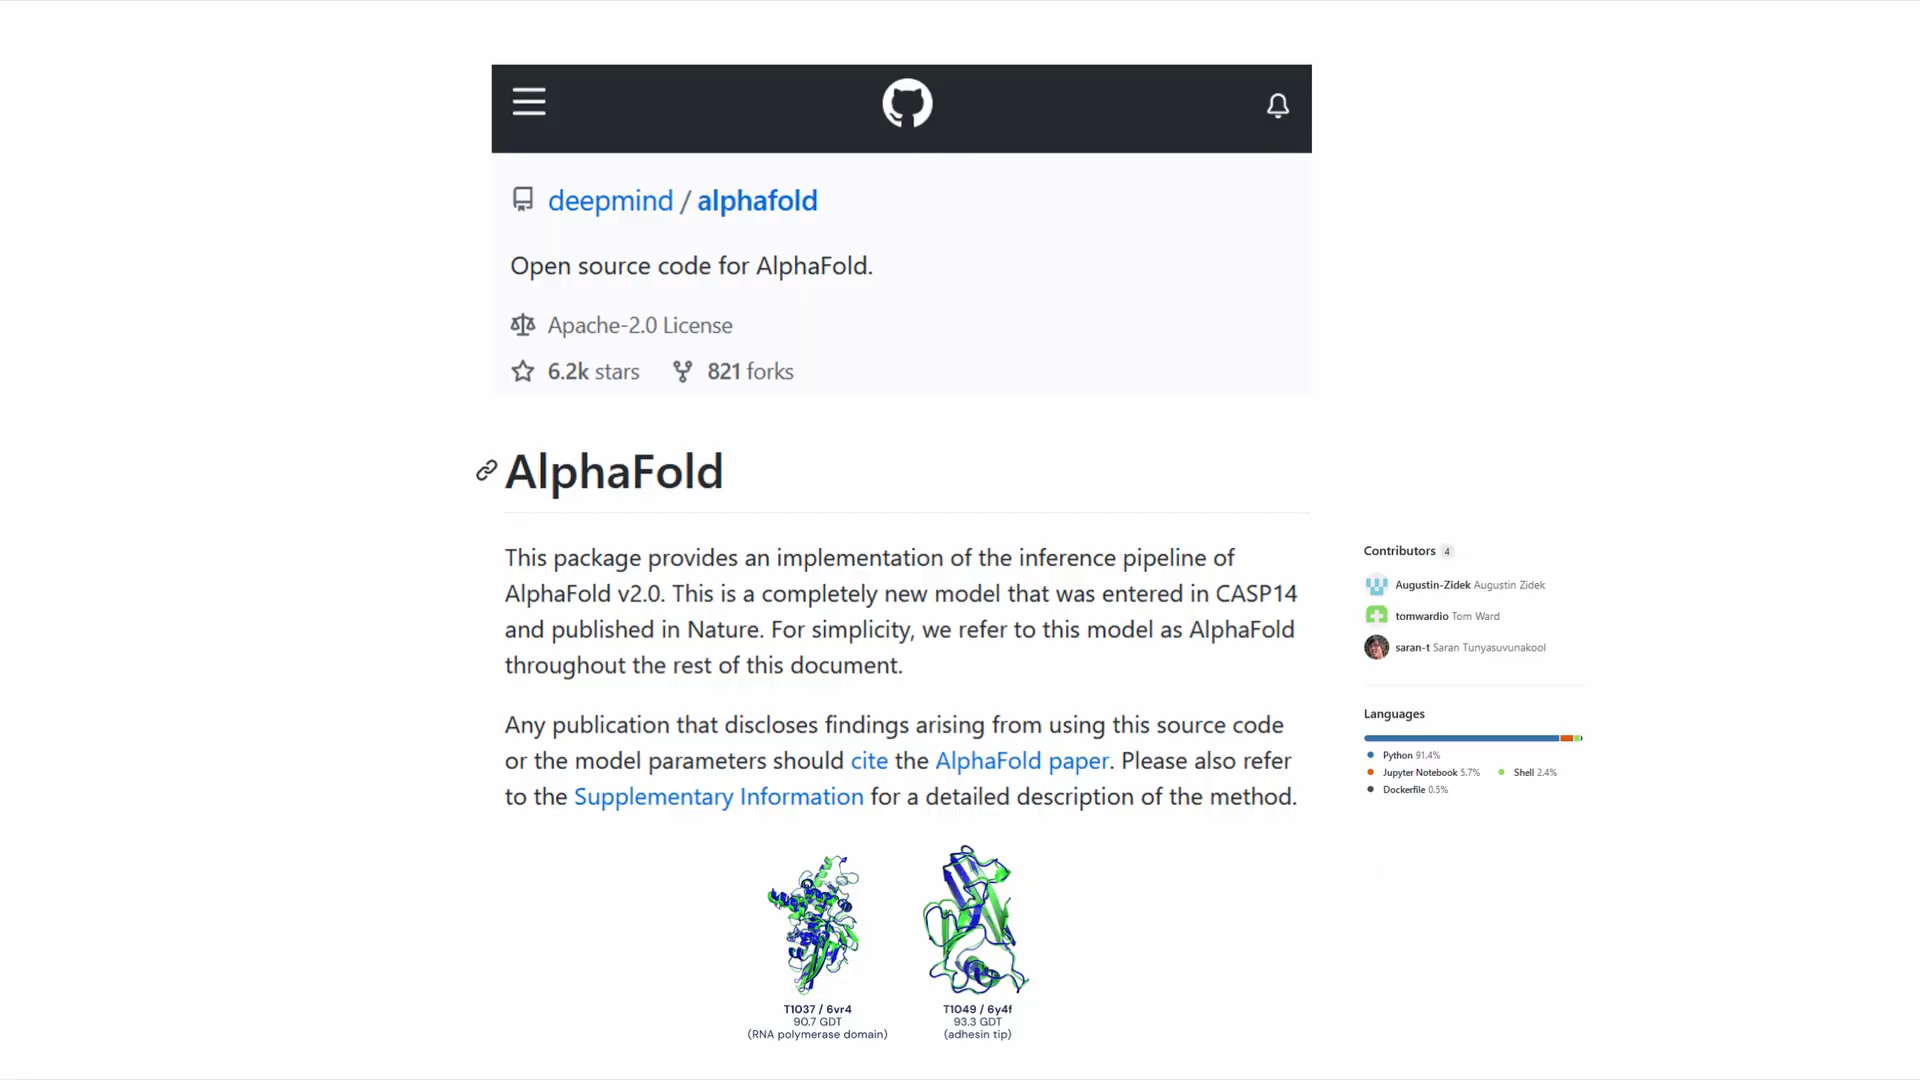 deepmind / alphafold
Open source code for AlphaFold.
Apache-2.0 License
6.2k stars 821 forks
AlphaFold
This package provides an implementation of the inference pipeline of
AlphaFold v2.0. This is a completely new model that was entered in CASP14
and published in Nature. For simplicity, we refer to this model as AlphaFold
throughout the rest of this document.
Any publication that discloses findings arising from using this source code
or the model parameters should cite the AlphaFold paper. Please also refer
to the Supplementary Information for a detailed description of the method.
T1037 / 6vr4
90.7 GDT
(RNA polymerase domain)
T1049 / 6y4f
93.3 GDT
(adhesin tip)
Contributors 4
Augustin-Zidek Augustin Zidek
tomwardio Tom Ward
saran-t Saran Tunyasuvunakool
Languages
Python 91.4%
Jupyter Notebook 5.7% Shell 2.4%
Dockerfile 0.5%